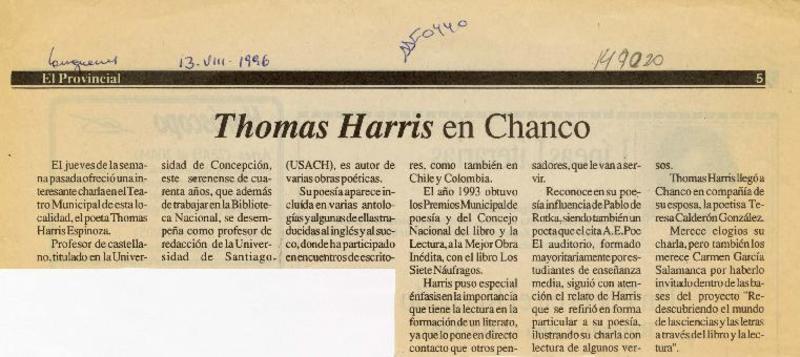 13-VIII-1996
DD50440
149020
El Provincial
5
Thomas Harris en Chanco
El jueves de la sema-
na pasada ofreció una in-
teresante charla en el Tea-
tro Municipal de esta lo-
calidad, el poeta Thomas
Harris Espinoza.
Profesor de castella-
no, titulado en la Univer-
sidad de Concepción,
este serenense de cua-
renta años, que además
de trabajar en la Bibliote-
ca Nacional, se desem-
peña como profesor de
redacción de la Univer-
sidad de Santiago.
(USACH), es autor de
varias obras poéticas.
Su poesía aparece in-
cluída en varias antolo-
gías y algunas de ellas tra-
ducidas al inglés y al sue-
co, donde ha participado
en encuentros de escrito-
res, como también en
Chile y Colombia.
El año 1993 obtuvo
los Premios Municipal de
poesía y del Concejo
Nacional del libro y la
Lectura, a la Mejor Obra
Inédita, con el libro Los
Siete Náufragos.
Harris puso especial
énfasis en la importancia
que tiene la lectura en la
formación de un literato,
ya que lo pone en directo
contacto que otros pen-
sadores, que le van a ser-
vir.
Reconoce en su poe-
sía influencia de Pablo de
Rotka, siendo también un
poeta que el cita A.E.Poe
El auditorio, formado
mayoritariamente por es-
tudiantes de enseñanza
media, siguió con aten-
ción el relato de Harris
que se refirió en forma
particular a su poesía,
ilustrando su charla con
lectura de algunos ver-
sos.
Thomas Harris llegó a
Chanco en compañía de
su esposa, la poetisa Te-
resa Calderón González.
Merece elogios su
charla, pero también los
merece Carmen García
Salamanca por haberlo
invitado dentro de las ba-
ses del proyecto "Re-
descubriendo el mundo
de las ciencias y las letras
a través del libro y la lec-
tura".